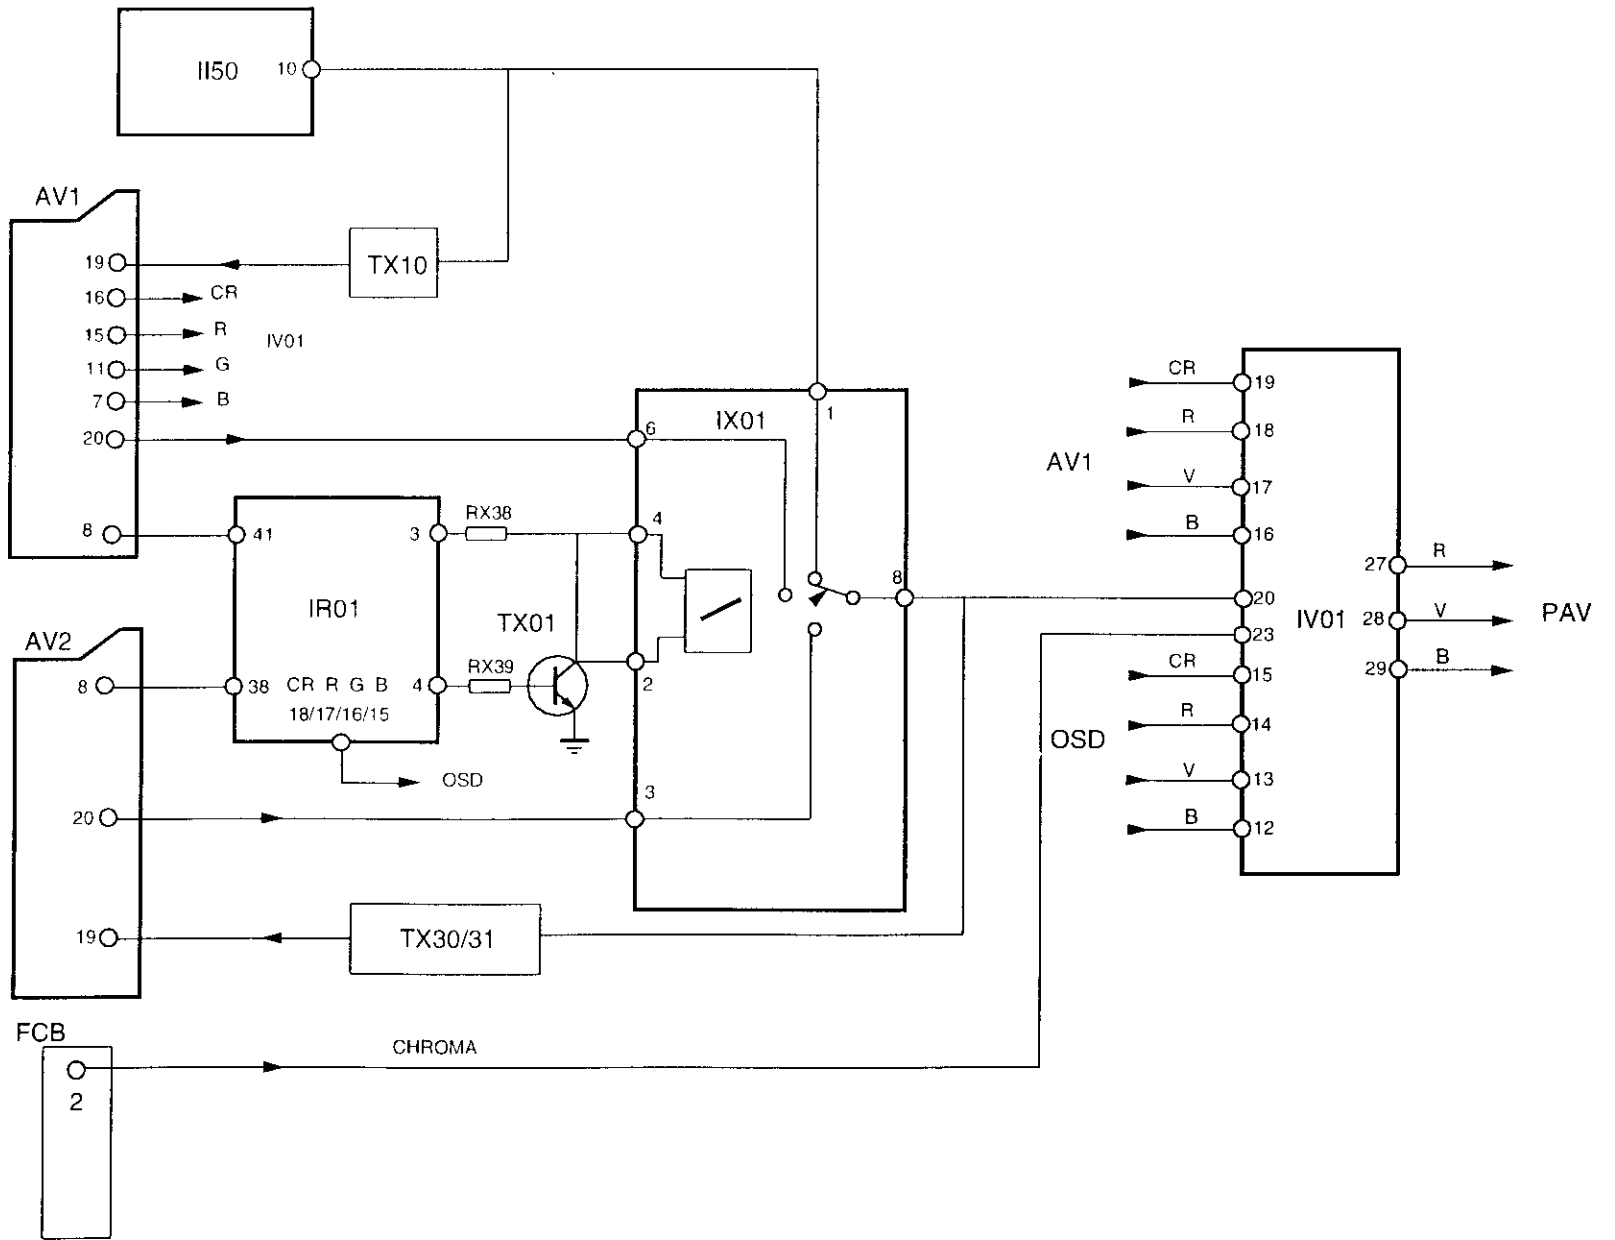 II50 10
AV1
19
TX10
16 CR
15 R
IV01
11 G
7 B
20
8
IX01
1
6
41
IR01
3
RX38
4
TX01
CR R G B
18/17/16/15
38
4
RX39
2
OSD
8
3
AV2
8
20
19
TX30/31
FCB
2
CHROMA
AV1
CR 19
R 18
V 17
B 16
20
23
IV01
OSD
CR 15
R 14
V 13
B 12
27 R
28 V
29 B
PAV